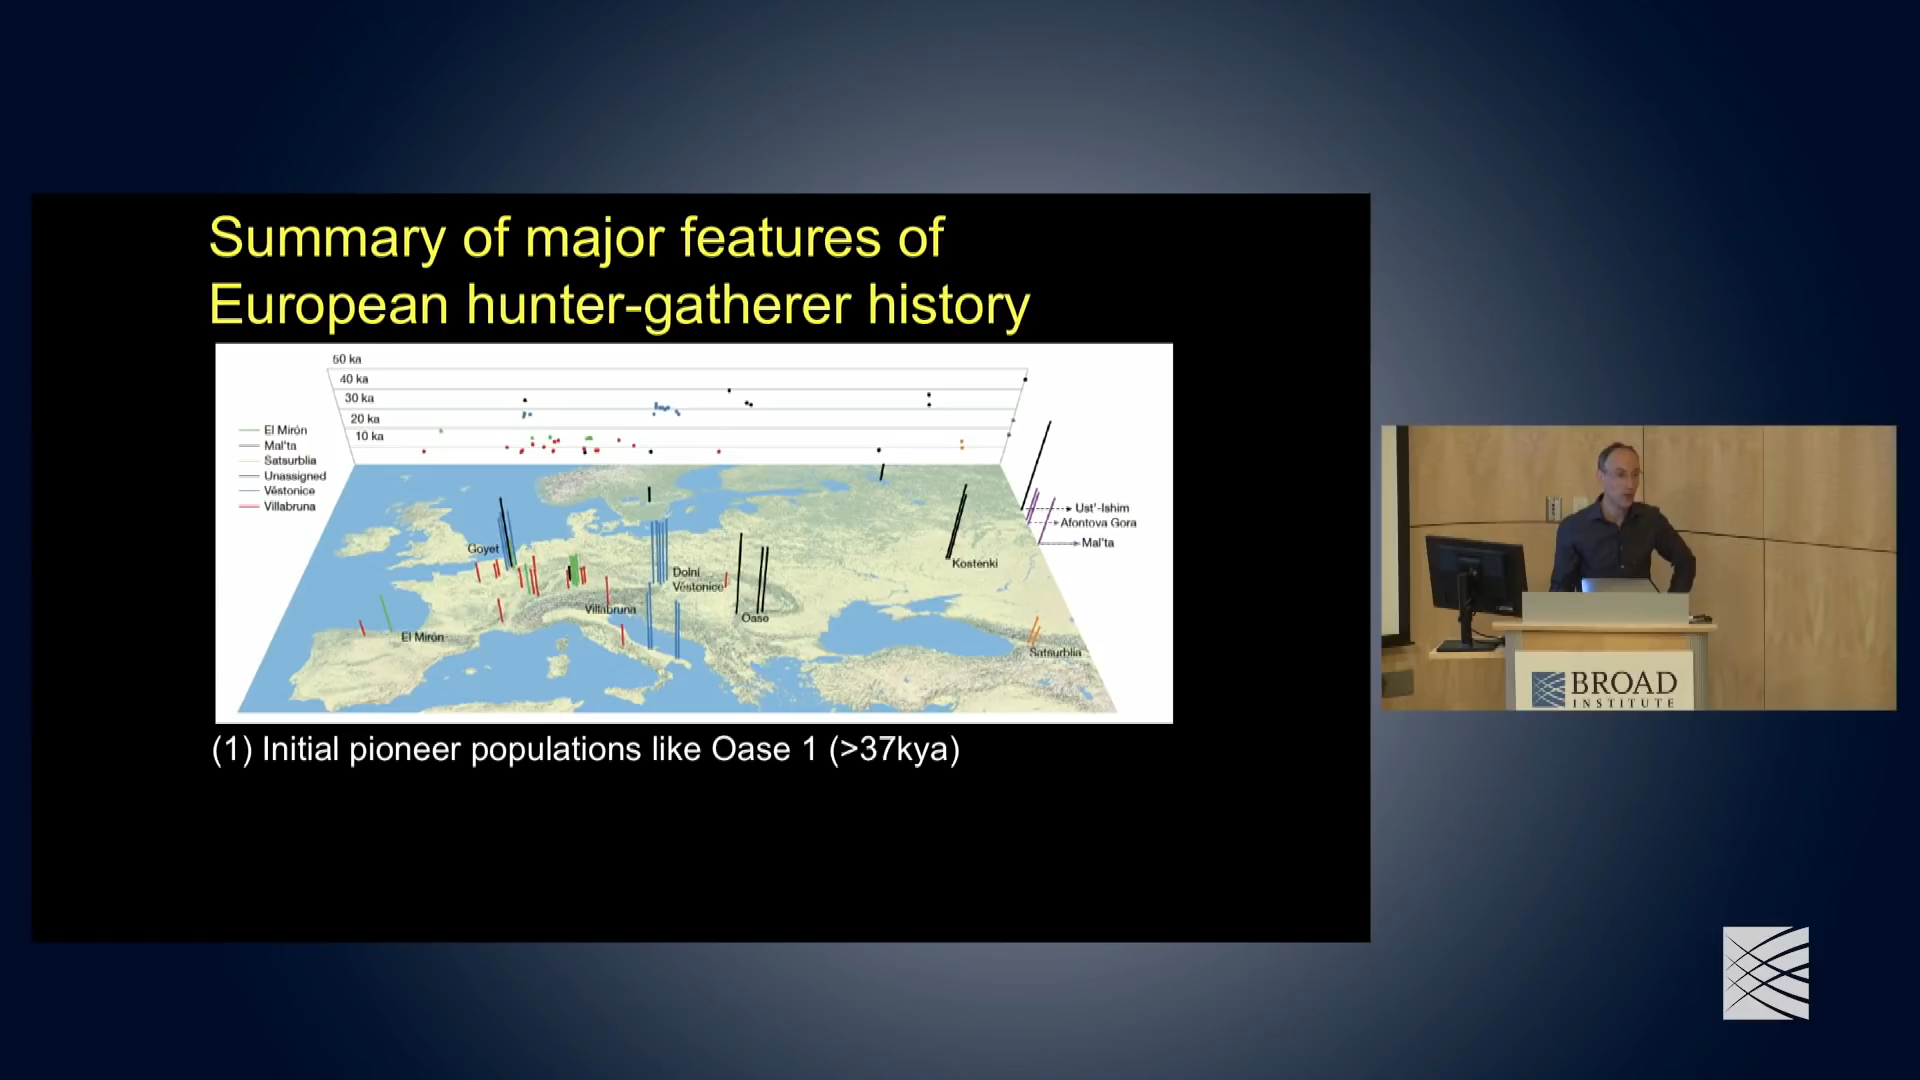 Summary of major features of
European hunter-gatherer history
50 ka
40 ka
30 ka
20 ka
10 ka
El Mirón
Mal'ta
Satsurblia
Unassigned
Věstonice
Villabruna
Goyet
Dolní
Věstonice
Villabruna
Oase
El Mirón
Kostenki
Ust'-Ishim
Afontova Gora
Mal'ta
Satsurblia
(1) Initial pioneer populations like Oase 1 (>37kya)
BROAD
INSTITUTE